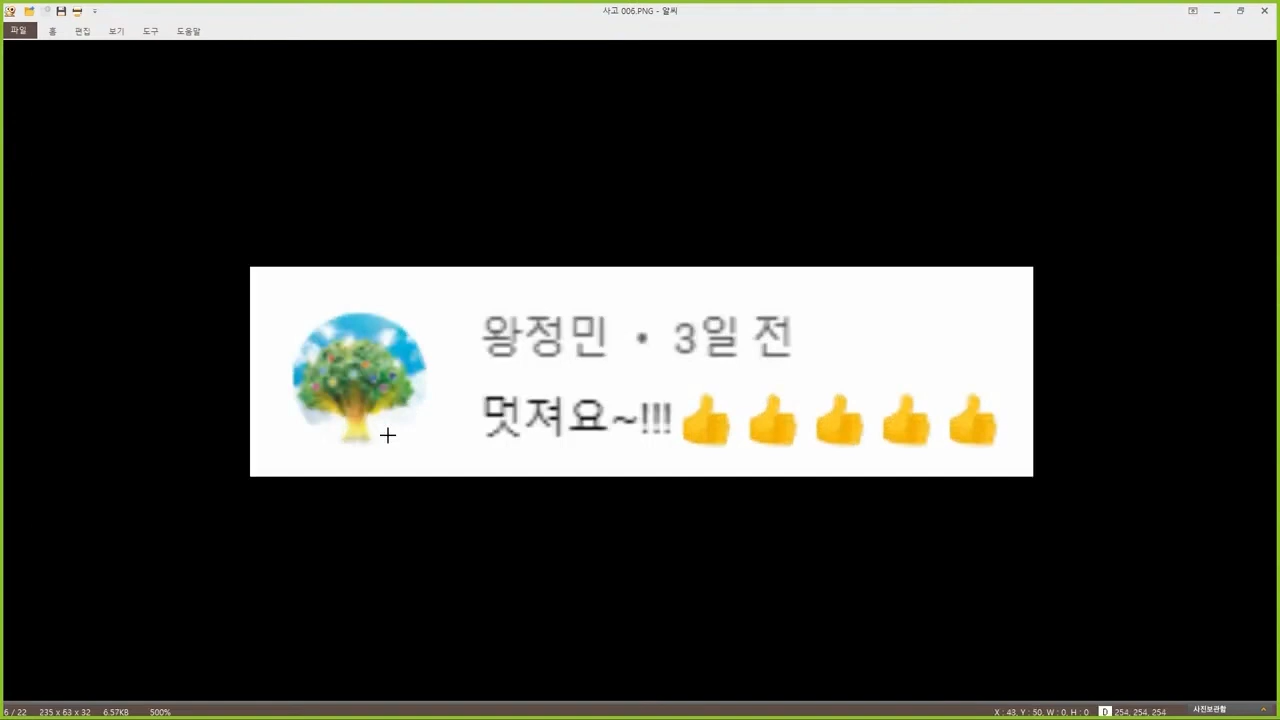 사고 006.PNG - 알씨
파일 홈 편집 보기 도구 도움말
왕정민 • 3일 전
멋져요~!!!👍👍👍👍👍
6 / 22 235 x 63 x 32 6.57KB 500% X : 43, Y : 50, W : 0, H : 0 D 254, 254, 254 사진보관함